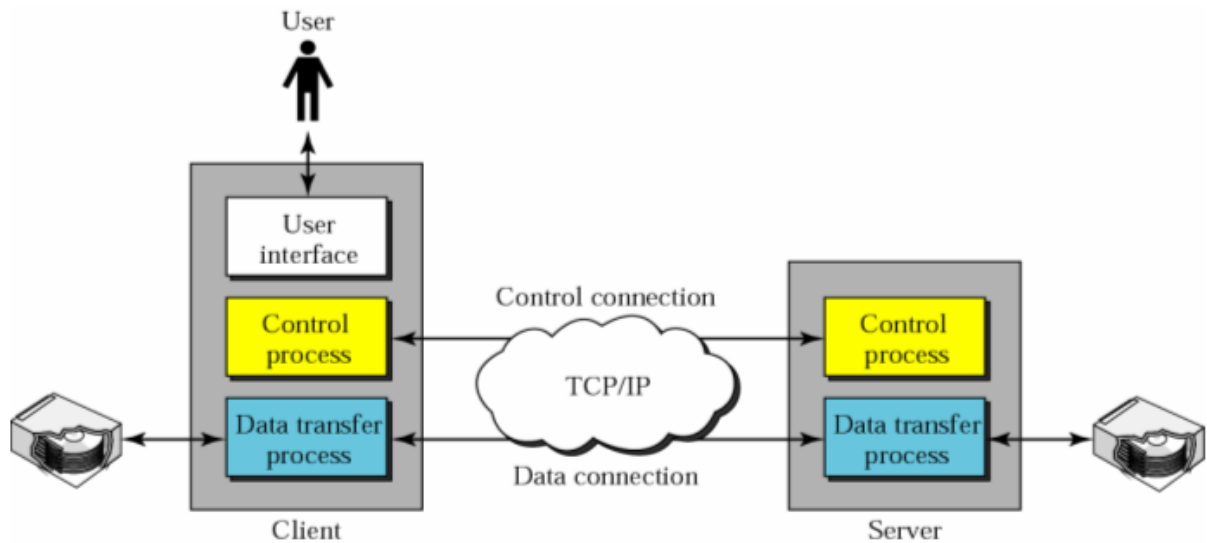 User
User
interface
Control connection
Control
process
Control
process
TCP/IP
Data transfer
process
Data transfer
process
Data connection
Client
Server